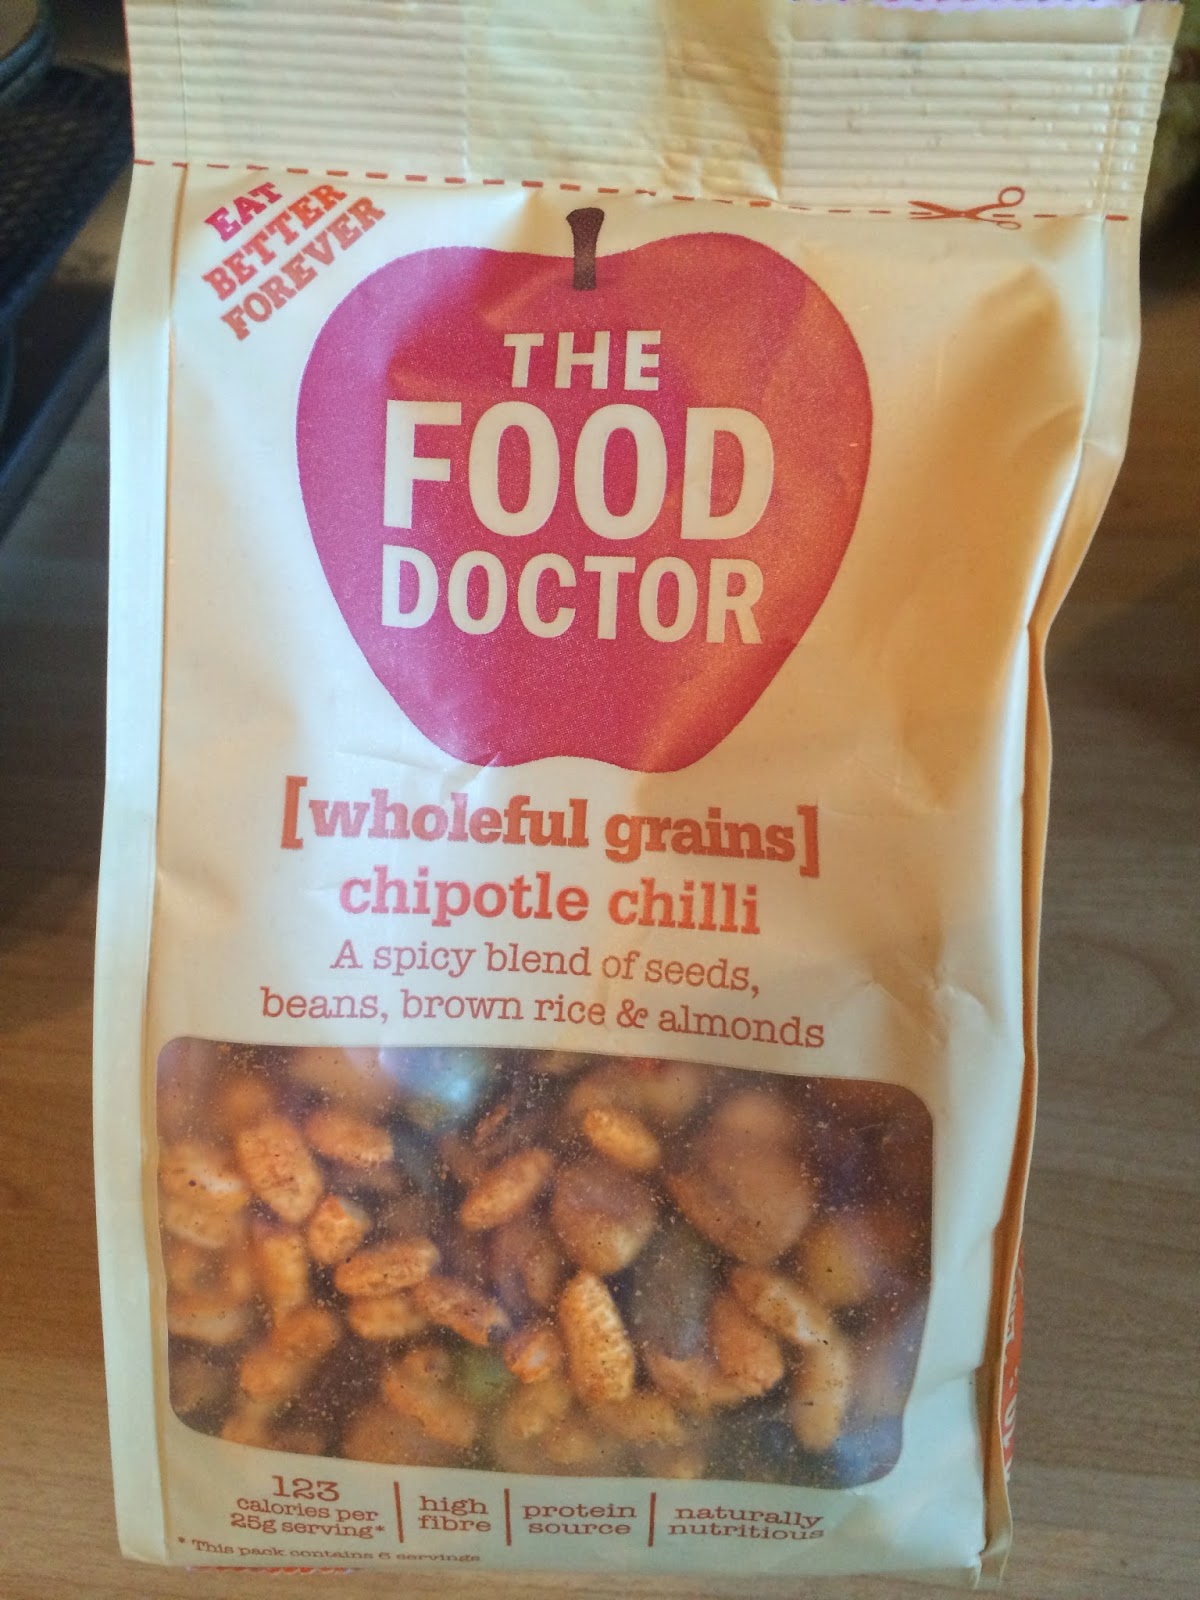 EAT
BETTER
FOREVER
THE
FOOD
DOCTOR
[wholeful grains]
chipotle chilli
A spicy blend of seeds,
beans, brown rice & almonds
123
calories per
25g serving*
high
fibre
protein
source
naturally
nutritious
* This pack contains 6 servings